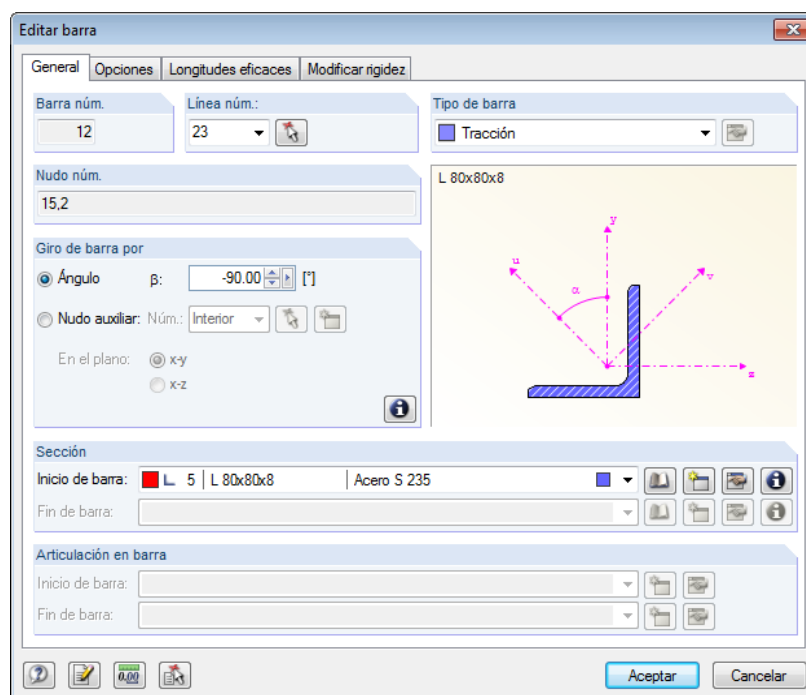 Editar barra
General Opciones Longitudes eficaces Modificar rigidez
Barra núm. Línea núm.: Tipo de barra
12 23 Tracción
Nudo núm.
15,2
L 80x80x8
y
u
α
v
z
Giro de barra por
Ángulo β: -90.00 [°]
Nudo auxiliar: Núm.: Interior
En el plano: x-y
x-z
Sección
Inicio de barra: 5 L 80x80x8 Acero S 235
Fin de barra:
Articulación en barra
Inicio de barra:
Fin de barra:
0.00
Aceptar Cancelar